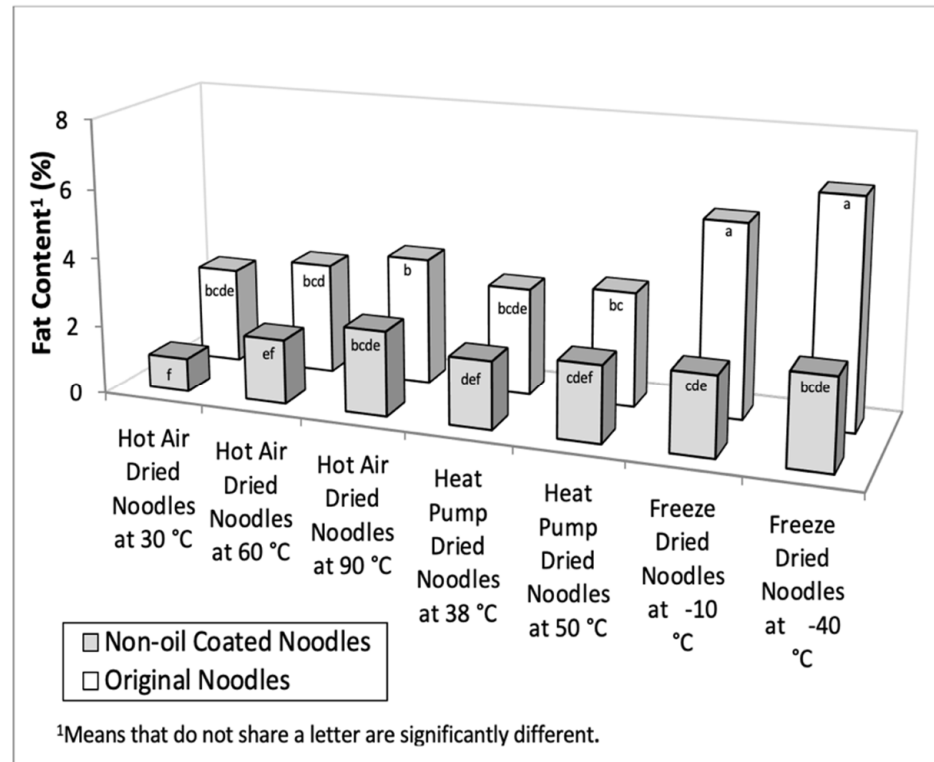 8
6
4
2
0
Fat Content¹ (%)
bcde
bcd
b
bcde
bc
a
a
f
ef
bcde
def
cdef
cde
bcde
Hot Air
Dried
Noodles
at 30 °C
Hot Air
Dried
Noodles
at 60 °C
Hot Air
Dried
Noodles
at 90 °C
Heat
Pump
Dried
Noodles
at 38 °C
Heat
Pump
Dried
Noodles
at 50 °C
Freeze
Dried
Noodles
at -10
°C
Freeze
Dried
Noodles
at -40
°C
Non-oil Coated Noodles
Original Noodles
¹Means that do not share a letter are significantly different.